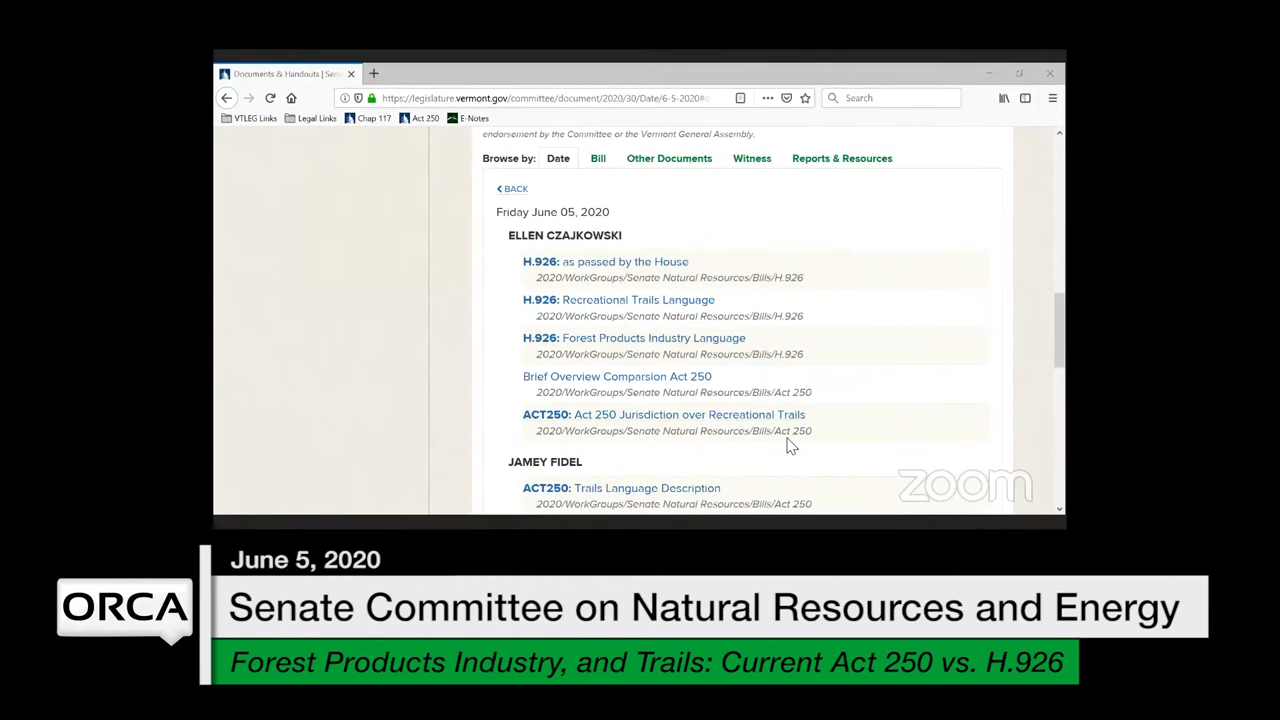 Documents & Handouts | Sen
https://legislature.vermont.gov/committee/document/2020/30/Date/6-5-2020#
Search
VTLEG Links
Legal Links
Chap 117
Act 250
E-Notes
endorsement by the Committee or the Vermont General Assembly.
Browse by: Date Bill Other Documents Witness Reports & Resources
BACK
Friday June 05, 2020
ELLEN CZAJKOWSKI
H.926: as passed by the House
2020/WorkGroups/Senate Natural Resources/Bills/H.926
H.926: Recreational Trails Language
2020/WorkGroups/Senate Natural Resources/Bills/H.926
H.926: Forest Products Industry Language
2020/WorkGroups/Senate Natural Resources/Bills/H.926
Brief Overview Comparsion Act 250
2020/WorkGroups/Senate Natural Resources/Bills/Act 250
ACT250: Act 250 Jurisdiction over Recreational Trails
2020/WorkGroups/Senate Natural Resources/Bills/Act 250
JAMEY FIDEL
ACT250: Trails Language Description
2020/WorkGroups/Senate Natural Resources/Bills/Act 250
zoom
June 5, 2020
ORCA
Senate Committee on Natural Resources and Energy
Forest Products Industry, and Trails: Current Act 250 vs. H.926